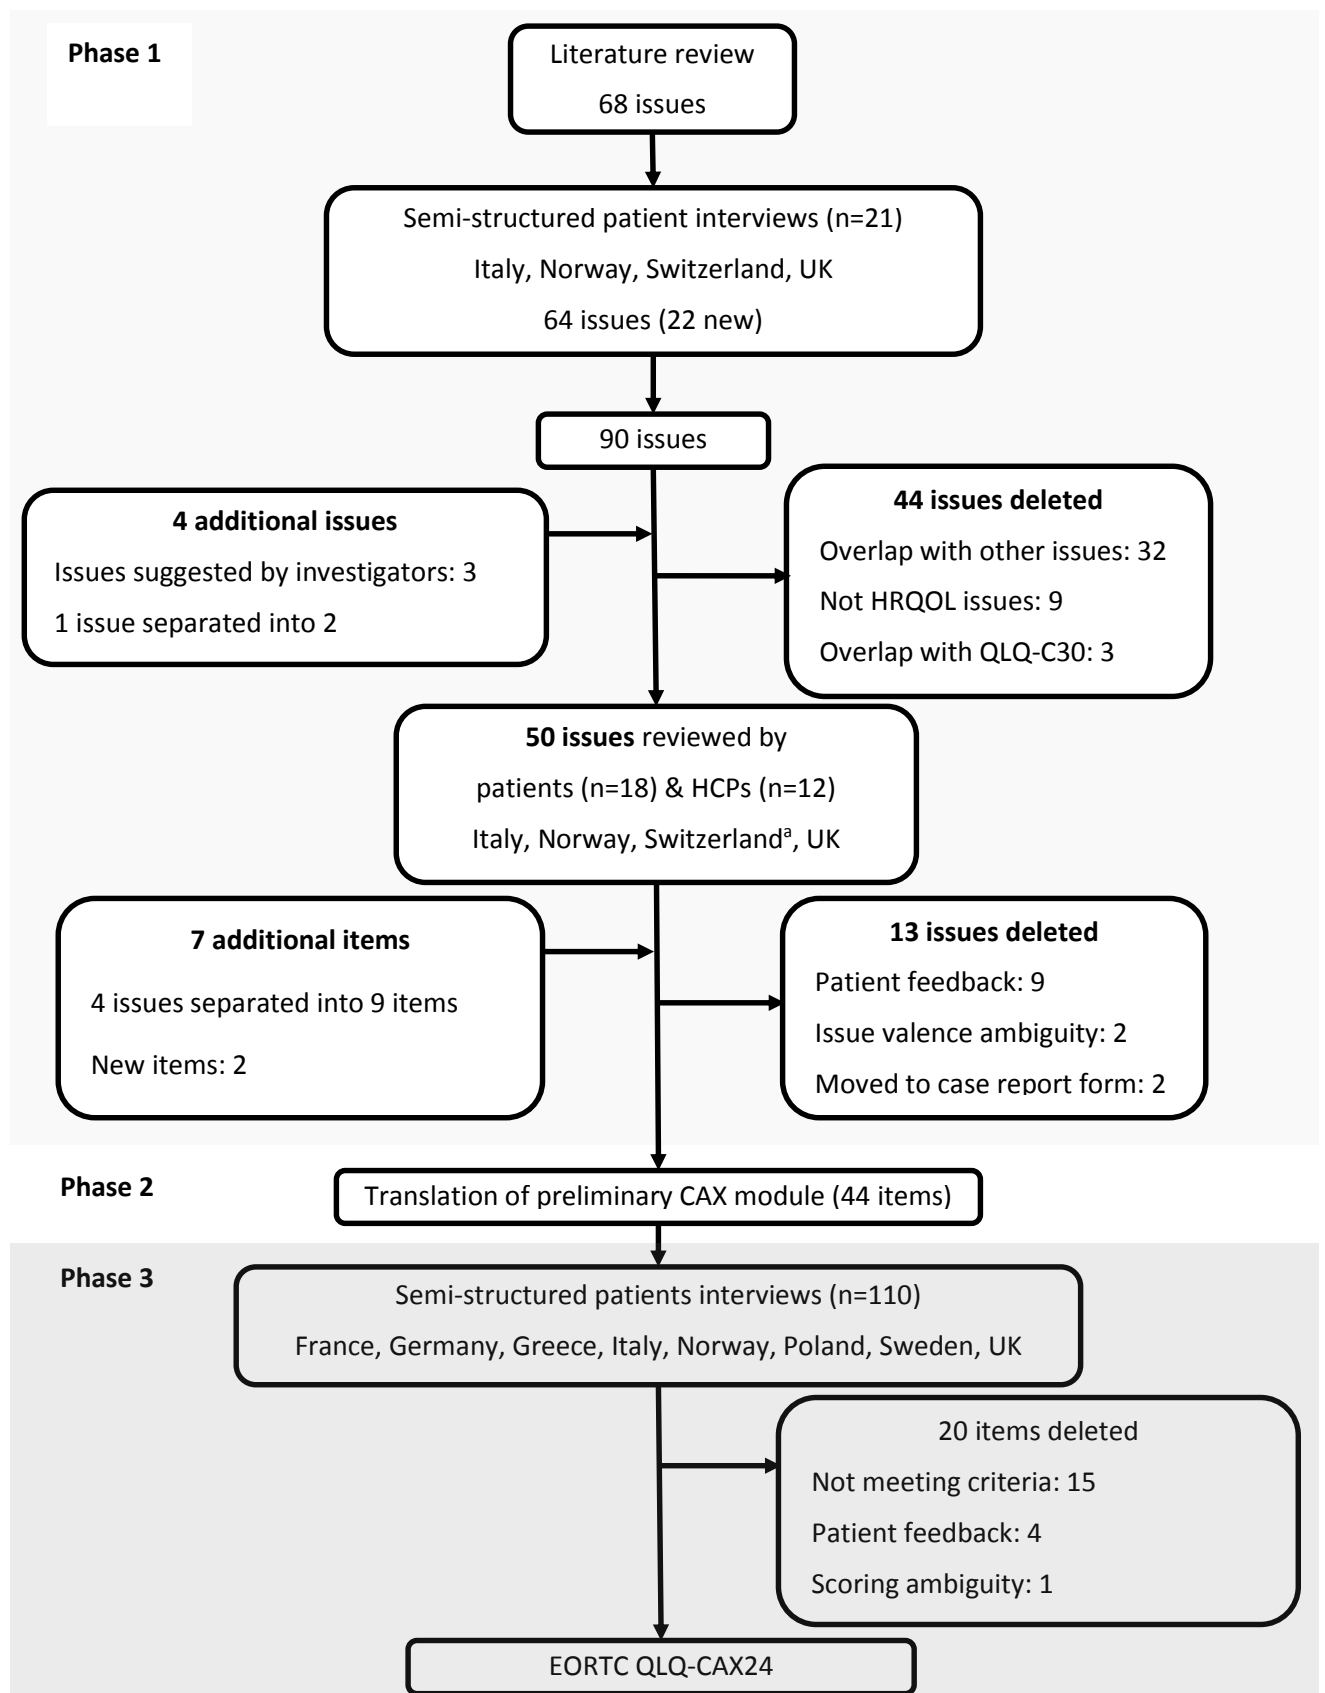 Phase 1
Literature review
68 issues
Semi-structured patient interviews (n=21)
Italy, Norway, Switzerland, UK
64 issues (22 new)
90 issues
4 additional issues
Issues suggested by investigators: 3
1 issue separated into 2
44 issues deleted
Overlap with other issues: 32
Not HRQOL issues: 9
Overlap with QLQ-C30: 3
50 issues reviewed by
patients (n=18) & HCPs (n=12)
Italy, Norway, Switzerlandª, UK
7 additional items
4 issues separated into 9 items
New items: 2
13 issues deleted
Patient feedback: 9
Issue valence ambiguity: 2
Moved to case report form: 2
Phase 2
Translation of preliminary CAX module (44 items)
Phase 3
Semi-structured patients interviews (n=110)
France, Germany, Greece, Italy, Norway, Poland, Sweden, UK
20 items deleted
Not meeting criteria: 15
Patient feedback: 4
Scoring ambiguity: 1
EORTC QLQ-CAX24